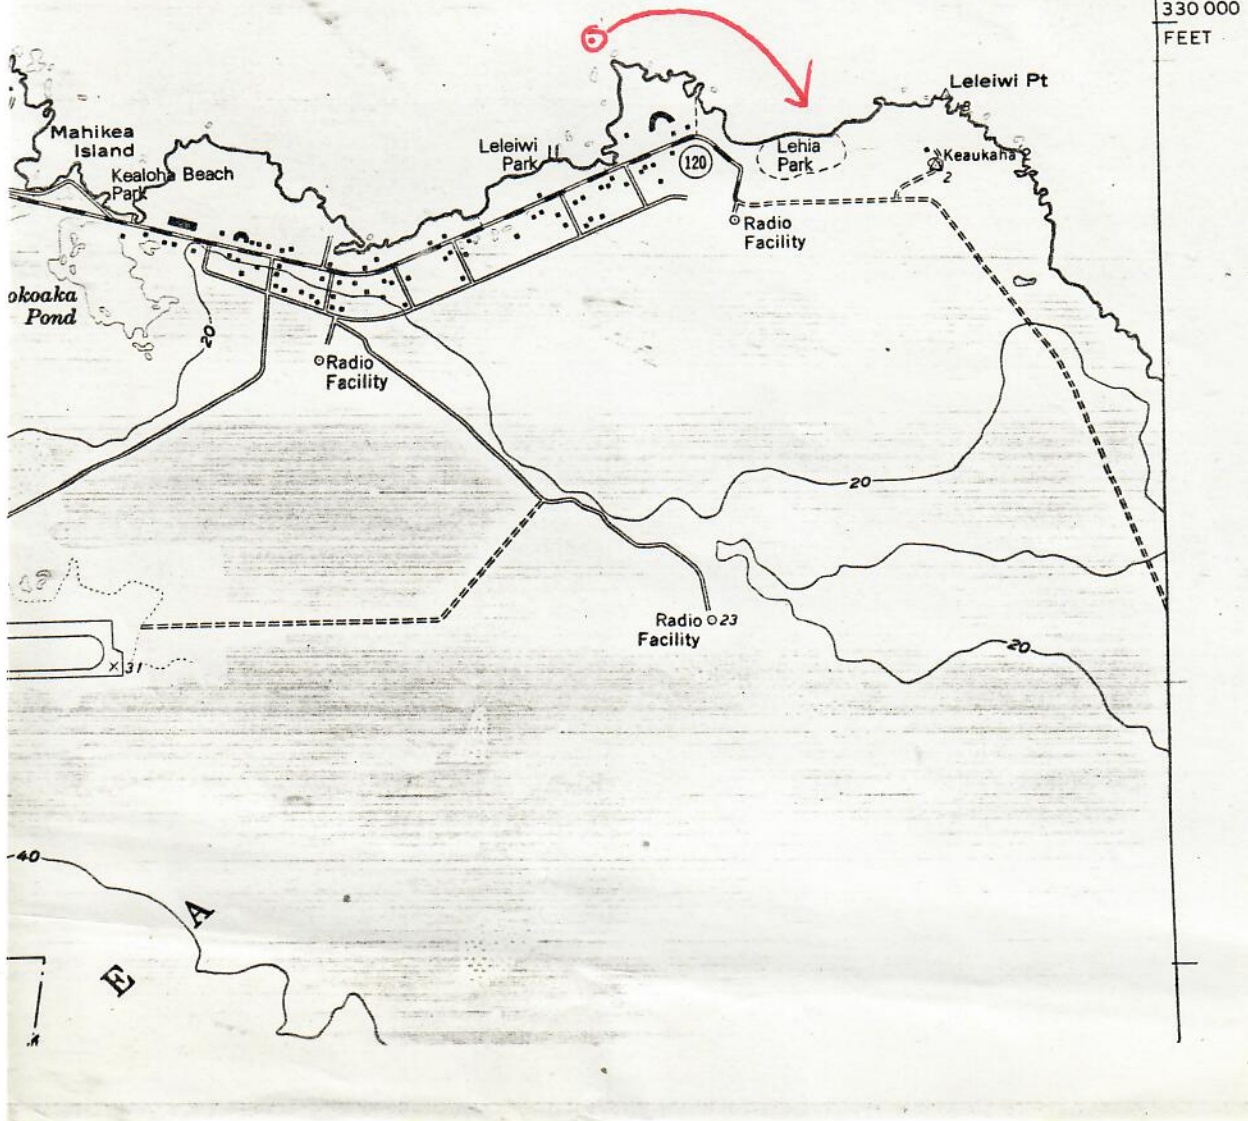 330 000
FEET
Leleiwi Pt
Mahikea
Island
Leleiwi
Park
Lehia
Park
120
Keaukaha 2
2
Kealoha Beach
Park
Radio
Facility
okoaka
Pond
20
Radio
Facility
20
Radio
Facility
23
31
20
40
A
E